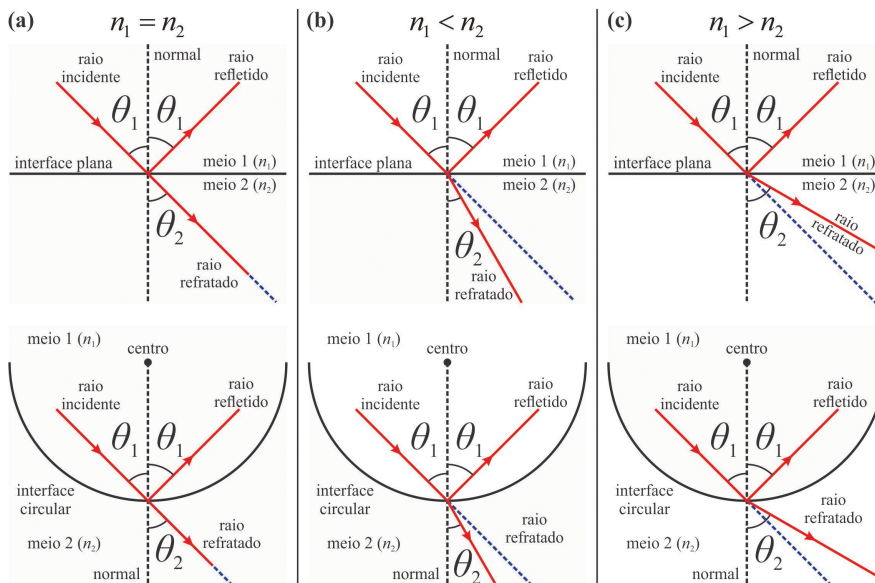 (a)
n₁ = n₂
normal
raio
incidente
raio
refletido
θ₁
θ₁
interface plana
meio 1 (n₁)
meio 2 (n₂)
θ₂
raio
refratado
meio 1 (n₁)
centro
raio
incidente
raio
refletido
θ₁
θ₁
interface
circular
raio
refratado
meio 2 (n₂)
θ₂
normal
(b)
n₁ < n₂
normal
raio
incidente
raio
refletido
θ₁
θ₁
interface plana
meio 1 (n₁)
meio 2 (n₂)
θ₂
raio
refratado
meio 1 (n₁)
centro
raio
incidente
raio
refletido
θ₁
θ₁
interface
circular
raio
refratado
meio 2 (n₂)
θ₂
normal
(c)
n₁ > n₂
normal
raio
incidente
raio
refletido
θ₁
θ₁
interface plana
meio 1 (n₁)
meio 2 (n₂)
θ₂
raio
refratado
meio 1 (n₁)
centro
raio
incidente
raio
refletido
θ₁
θ₁
interface
circular
raio
refratado
meio 2 (n₂)
θ₂
normal